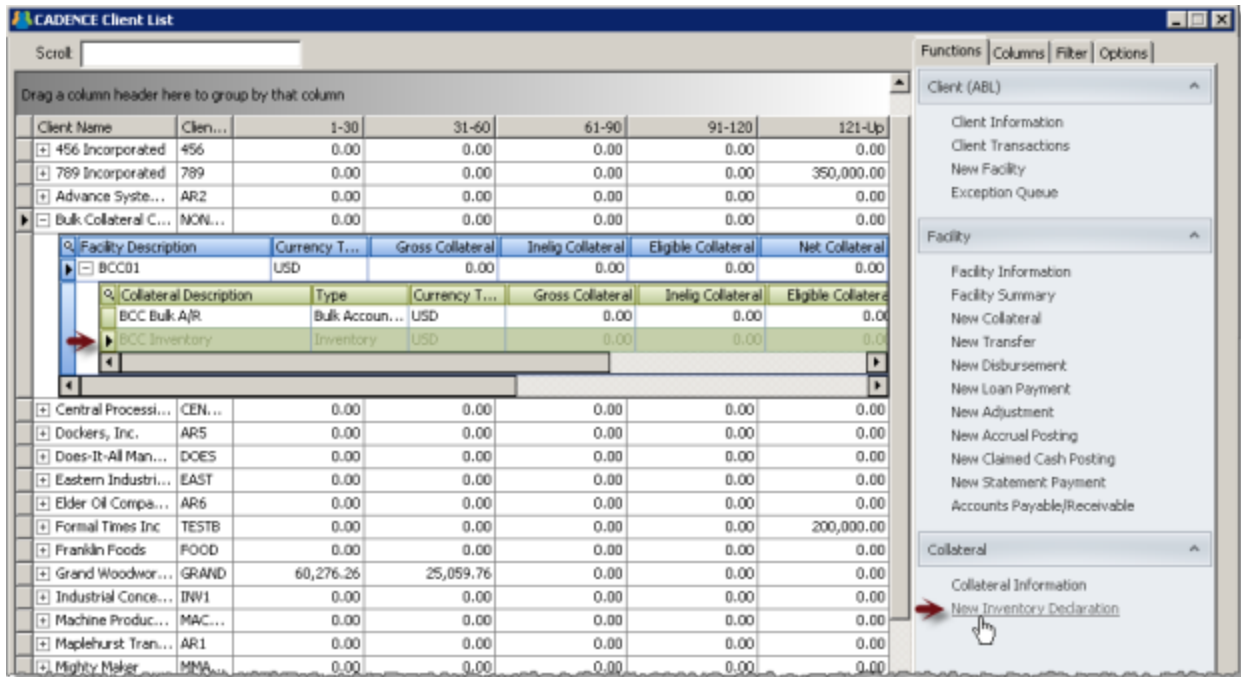 CADENCE Client List
Scroll:
Functions Columns Filter Options
Drag a column header here to group by that column
Client (ABL)
Client Information
Client Transactions
New Facility
Exception Queue
Facility
Facility Information
Facility Summary
New Collateral
New Transfer
New Disbursement
New Loan Payment
New Adjustment
New Accrual Posting
New Claimed Cash Posting
New Statement Payment
Accounts Payable/Receivable
Collateral
Collateral Information
New Inventory Declaration
Client Name Clien... 1-30 31-60 61-90 91-120 121-Up
456 Incorporated 456 0.00 0.00 0.00 0.00 0.00
789 Incorporated 789 0.00 0.00 0.00 0.00 350,000.00
Advance Syste... AR2 0.00 0.00 0.00 0.00 0.00
Bulk Collateral C... NON... 0.00 0.00 0.00 0.00 0.00
Facility Description Currency T... Gross Collateral Inelig Collateral Eligible Collateral Net Collateral
BCC01 USD 0.00 0.00 0.00 0.00
Collateral Description Type Currency T... Gross Collateral Inelig Collateral Eligible Collatera
BCC Bulk A/R Bulk Accoun... USD 0.00 0.00 0.00
BCC Inventory Inventory USD 0.00 0.00 0.0
Central Processi... CEN... 0.00 0.00 0.00 0.00 0.00
Dockers, Inc. AR5 0.00 0.00 0.00 0.00 0.00
Does-It-All Man... DOES 0.00 0.00 0.00 0.00 0.00
Eastern Industri... EAST 0.00 0.00 0.00 0.00 0.00
Elder Oil Compa... AR6 0.00 0.00 0.00 0.00 0.00
Formal Times Inc TESTB 0.00 0.00 0.00 0.00 200,000.00
Franklin Foods FOOD 0.00 0.00 0.00 0.00 0.00
Grand Woodwor... GRAND 60,276.26 25,059.76 0.00 0.00 0.00
Industrial Conce... INV1 0.00 0.00 0.00 0.00 0.00
Machine Produc... MAC... 0.00 0.00 0.00 0.00 0.00
Maplehurst Tran... AR1 0.00 0.00 0.00 0.00 0.00
Mighty Maker MMA... 0.00 0.00 0.00 0.00 0.00